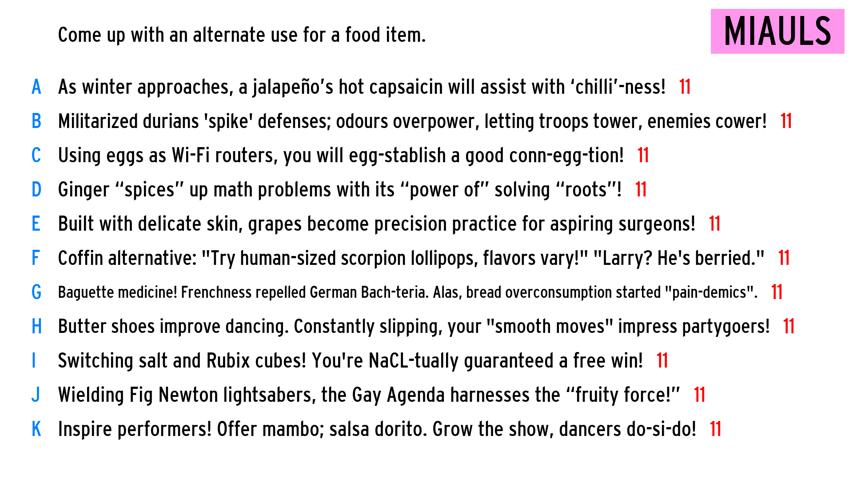 Come up with an alternate use for a food item.
MIAULS
A As winter approaches, a jalapeño's hot capsaicin will assist with ‘chilli’-ness! 11
B Militarized durians 'spike' defenses; odours overpower, letting troops tower, enemies cower! 11
C Using eggs as Wi-Fi routers, you will egg-stablish a good conn-egg-tion! 11
D Ginger “spices” up math problems with its “power of” solving “roots”! 11
E Built with delicate skin, grapes become precision practice for aspiring surgeons! 11
F Coffin alternative: "Try human-sized scorpion lollipops, flavors vary!" "Larry? He's berried." 11
G Baguette medicine! Frenchness repelled German Bach-teria. Alas, bread overconsumption started "pain-demics". 11
H Butter shoes improve dancing. Constantly slipping, your "smooth moves" impress partygoers! 11
I Switching salt and Rubix cubes! You're NaCL-tually guaranteed a free win! 11
J Wielding Fig Newton lightsabers, the Gay Agenda harnesses the “fruity force!” 11
K Inspire performers! Offer mambo; salsa dorito. Grow the show, dancers do-si-do! 11